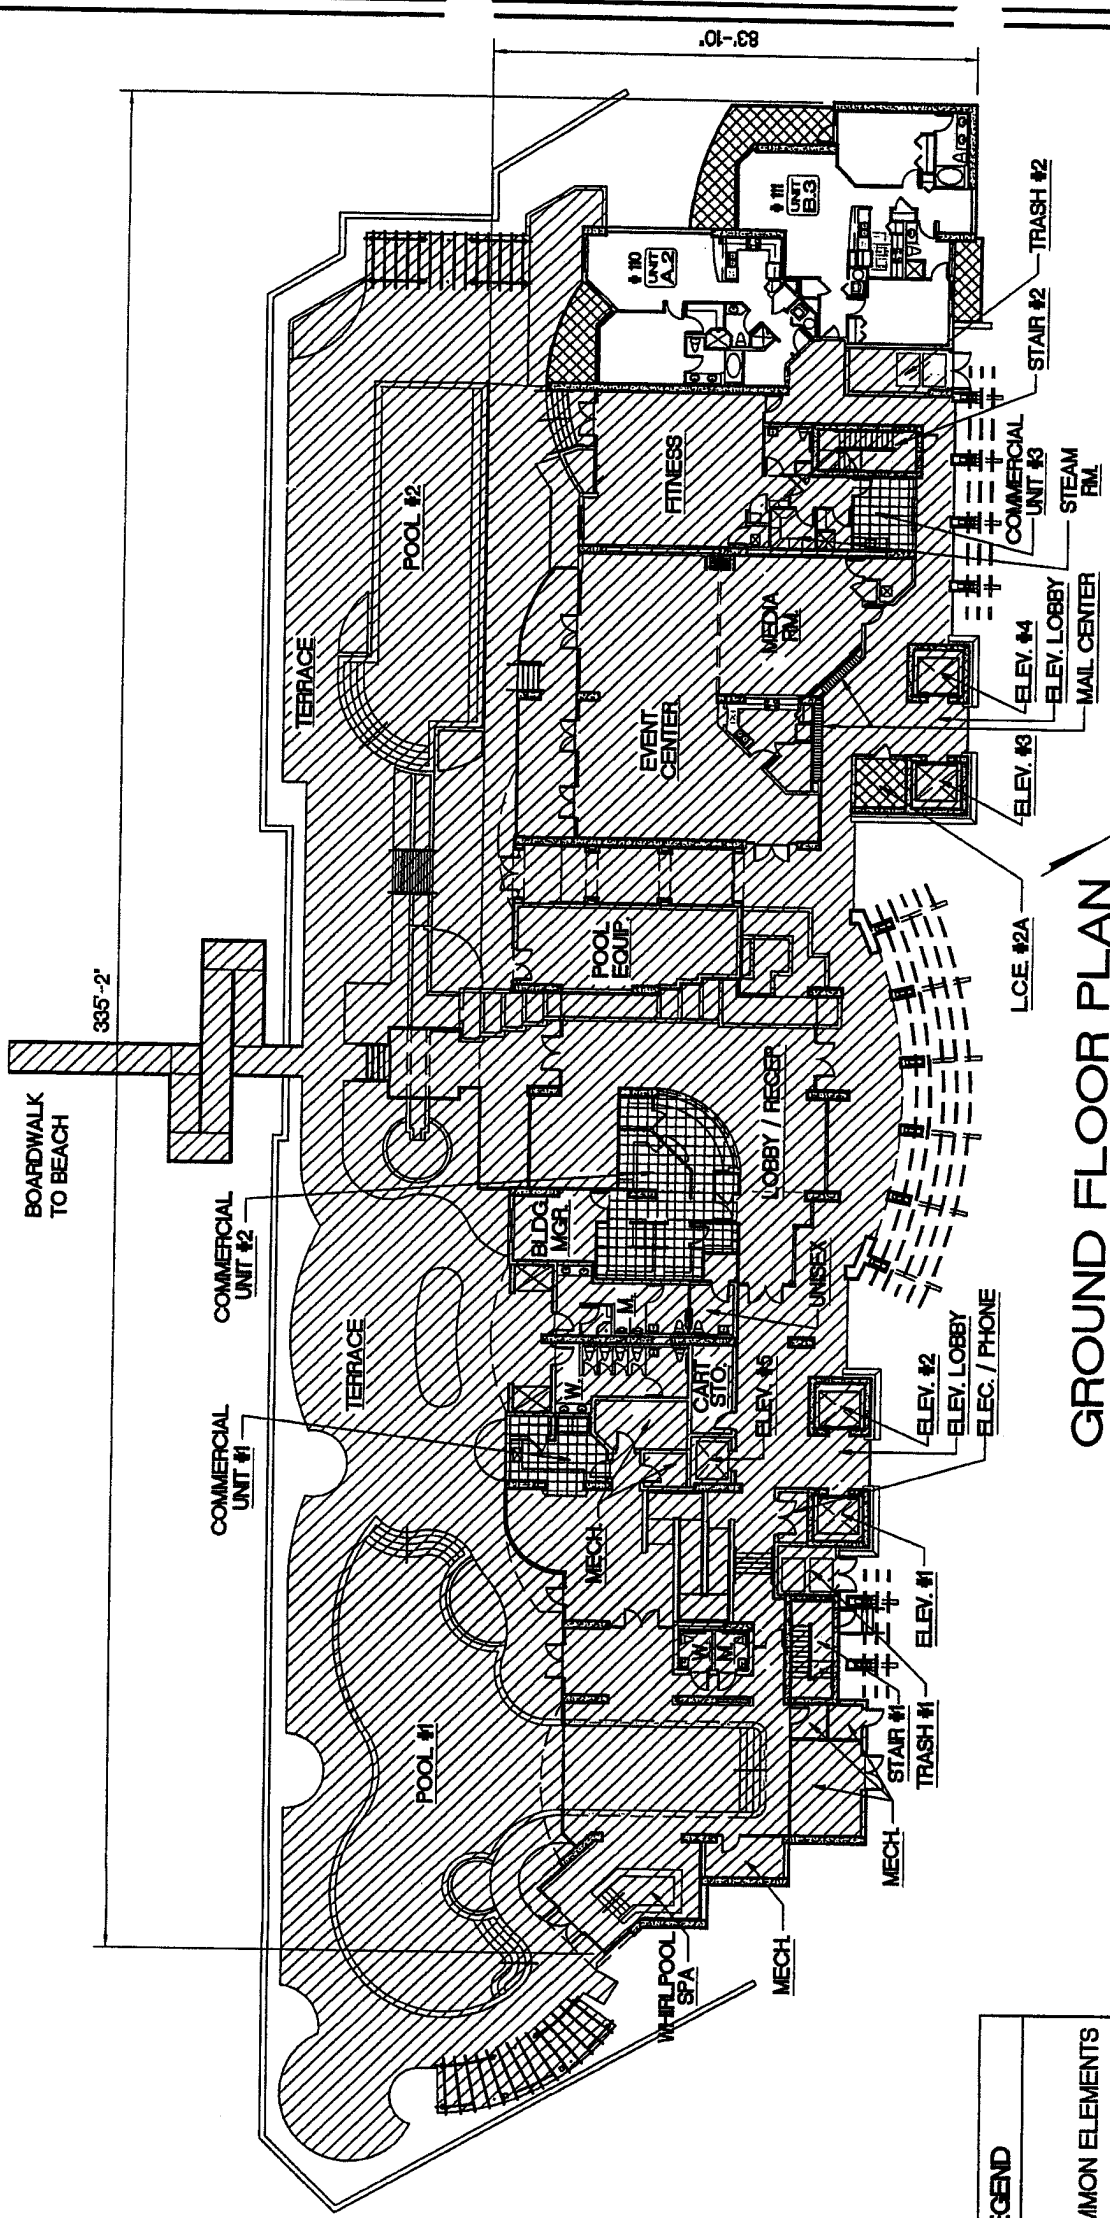 83'-10"
335'-2"
BOARDWALK
TO BEACH
COMMERCIAL
UNIT #1
COMMERCIAL
UNIT #2
TERRACE
TERRACE
POOL #1
POOL #2
WHIRLPOOL
SPA
MECH.
MECH.
MECH.
W.
M.
W.
M.
CART
STO.
BLDG.
MGR.
UNISEX
LOBBY / RECEP
POOL
EQUIP.
EVENT
CENTER
MEDIA
RM.
FITNESS
# 110
UNIT
A.2
# 111
UNIT
B.3
STAIR #1
TRASH #1
ELEV. #1
ELEV. #5
ELEV. #2
ELEV. LOBBY
ELEC. / PHONE
L.C.E. #2A
ELEV. #3
ELEV. #4
ELEV. LOBBY
MAIL CENTER
COMMERCIAL
UNIT #3
STEAM
RM.
STAIR #2
TRASH #2
GROUND FLOOR PLAN
EGEND
MMON ELEMENTS